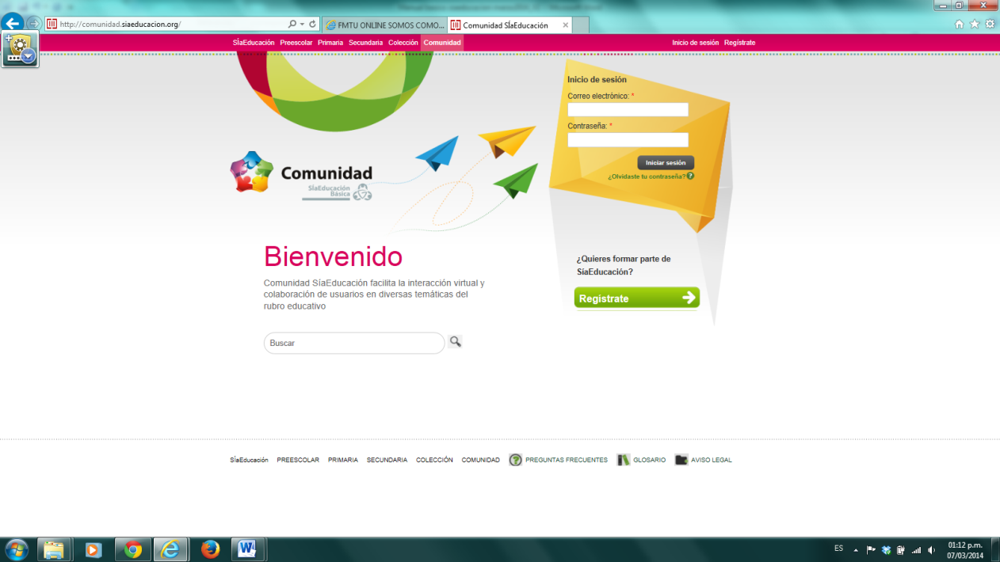 http://comunidad.siaeducacion.org/
FMTU ONLINE SOMOS COMO...
Comunidad SÍaEducación
SÍaEducación Preescolar Primaria Secundaria Colección Comunidad
Inicio de sesión Regístrate
Inicio de sesión
Correo electrónico: *
Contraseña: *
Iniciar sesión
¿Olvidaste tu contraseña? ?
Comunidad
SÍaEducación
Básica
Bienvenido
Comunidad SÍaEducación facilita la interacción virtual y
colaboración de usuarios en diversas temáticas del
rubro educativo
Buscar
¿Quieres formar parte de
SíaEducación?
Registrate
SÍaEducación PREESCOLAR PRIMARIA SECUNDARIA COLECCIÓN COMUNIDAD ? PREGUNTAS FRECUENTES GLOSARIO AVISO LEGAL
ES
01:12 p.m.
07/03/2014